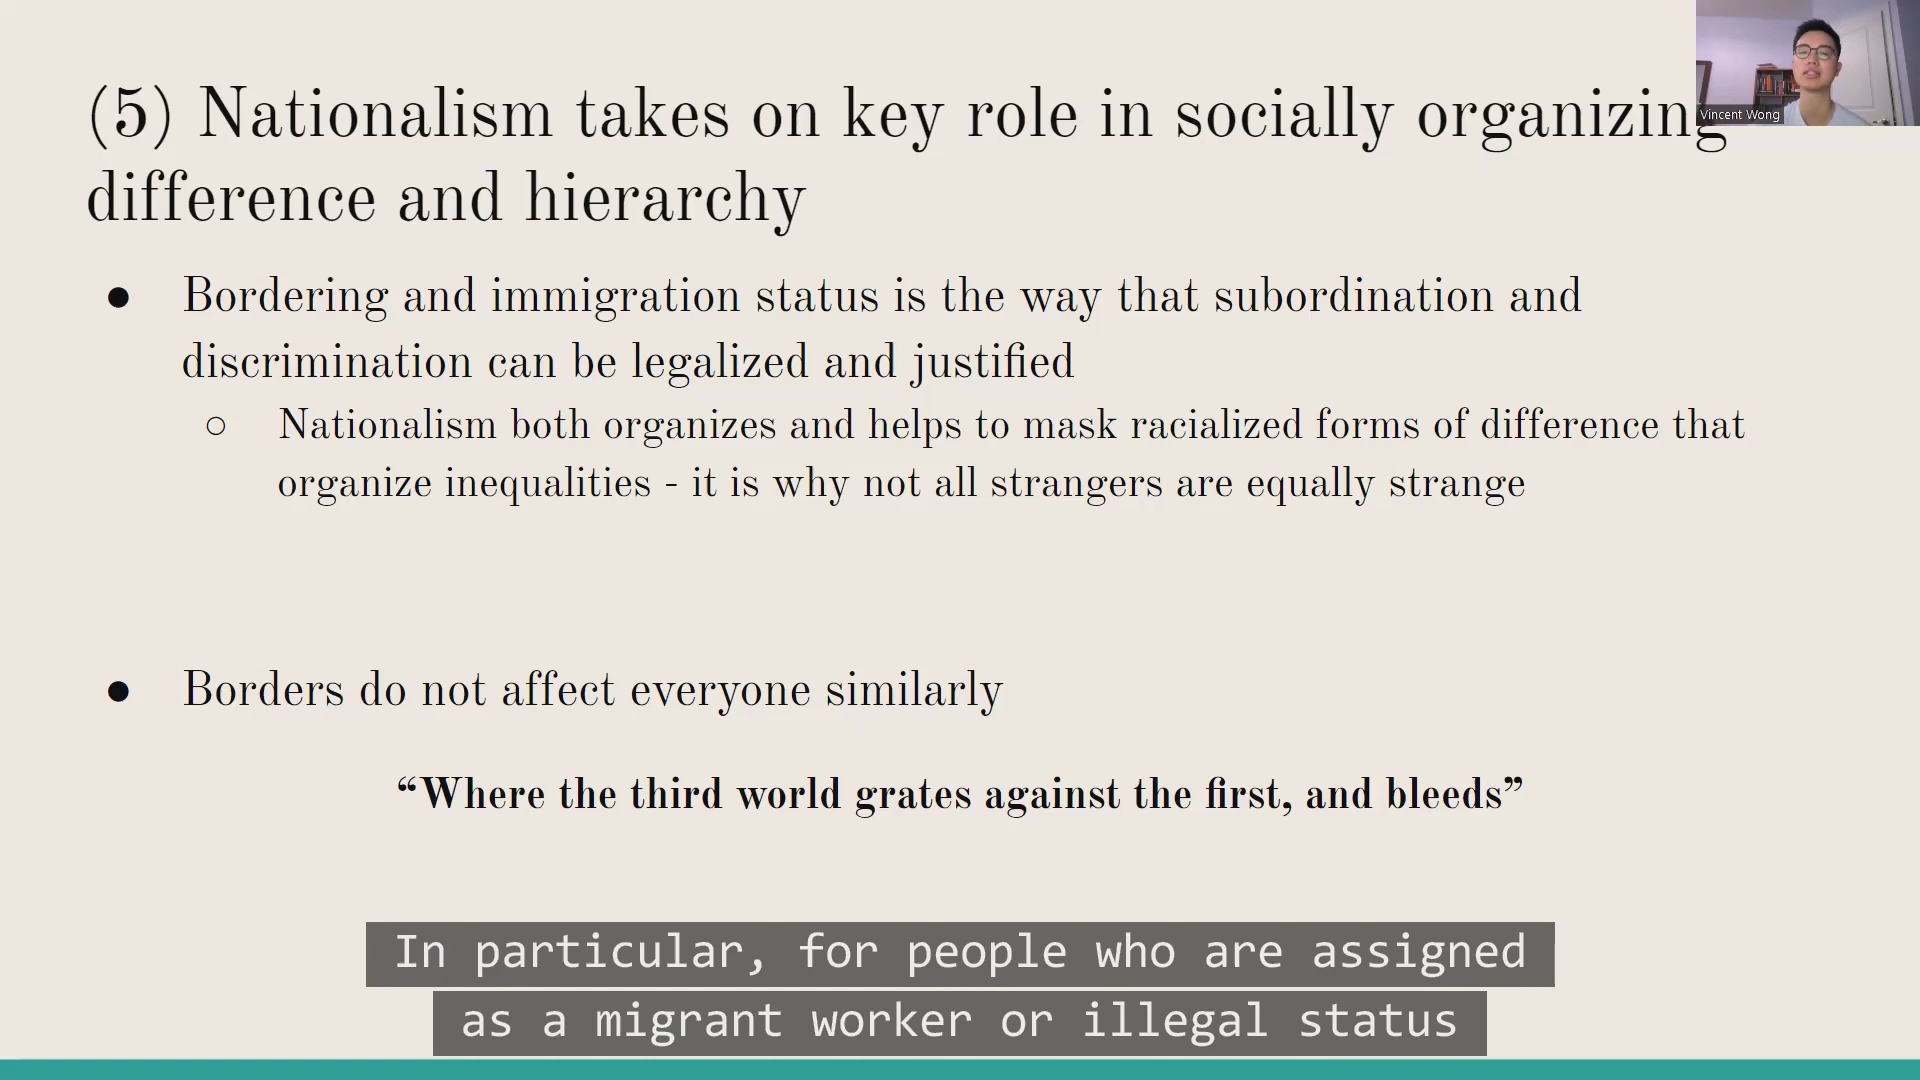 (5) Nationalism takes on key role in socially organizing
difference and hierarchy
Vincent Wong
● Bordering and immigration status is the way that subordination and
discrimination can be legalized and justified
○ Nationalism both organizes and helps to mask racialized forms of difference that
organize inequalities - it is why not all strangers are equally strange
● Borders do not affect everyone similarly
“Where the third world grates against the first, and bleeds”
In particular, for people who are assigned
as a migrant worker or illegal status